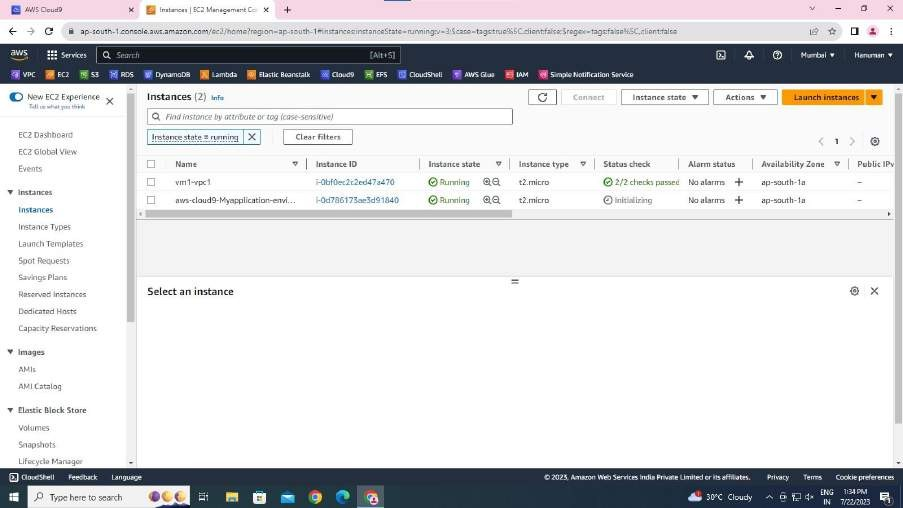 AWS Cloud9
Instances | EC2 Management Con
ap-south-1.console.aws.amazon.com/ec2/home?region=ap-south-1#Instances:instanceState=running;v=3;$case=tags:true%5C,client:false;$regex=tags:false%5C,client:false
aws
Services
Search
[Alt+S]
Mumbai
Hanuman
VPC
EC2
S3
RDS
DynamoDB
Lambda
Elastic Beanstalk
Cloud9
EFS
CloudShell
AWS Glue
IAM
Simple Notification Service
New EC2 Experience
Tell us what you think
EC2 Dashboard
EC2 Global View
Events
Instances
Instances
Instance Types
Launch Templates
Spot Requests
Savings Plans
Reserved Instances
Dedicated Hosts
Capacity Reservations
Images
AMIs
AMI Catalog
Elastic Block Store
Volumes
Snapshots
Lifecycle Manager
Instances (2) Info
Connect
Instance state
Actions
Launch instances
Find instance by attribute or tag (case-sensitive)
Instance state = running
Clear filters
1
Name Instance ID Instance state Instance type Status check Alarm status Availability Zone Public IPv
vm1-vpc1 i-0bf0ec2c2ed47a470 Running t2.micro 2/2 checks passed No alarms + ap-south-1a –
aws-cloud9-Myapplication-envi... i-0d786173ae3d91840 Running t2.micro Initializing No alarms + ap-south-1a –
Select an instance
CloudShell Feedback Language
© 2023, Amazon Web Services India Private Limited or its affiliates. Privacy Terms Cookie preferences
Type here to search
30°C Cloudy
ENG
IN
1:34 PM
7/22/2023